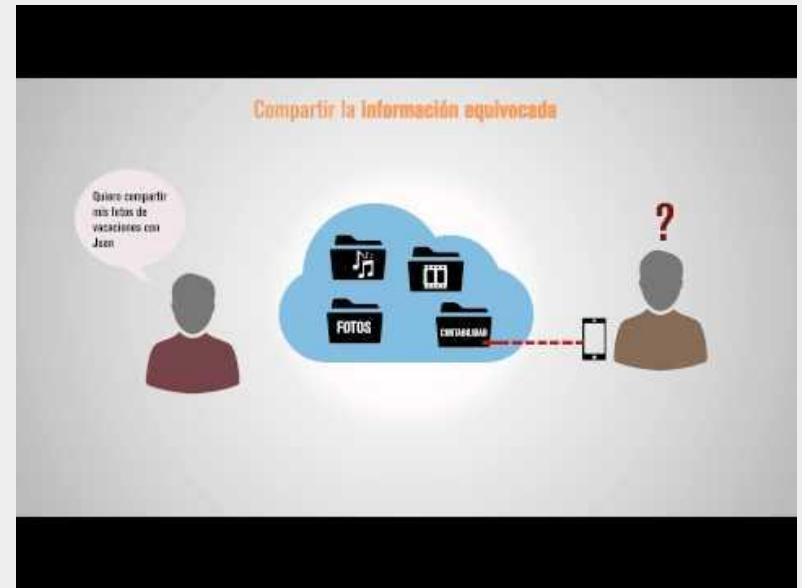 Compartir la información equivocada
Quiero compartir
mis fotos de
vacaciones con
Juan
?
FOTOS
CONTABILIDAD